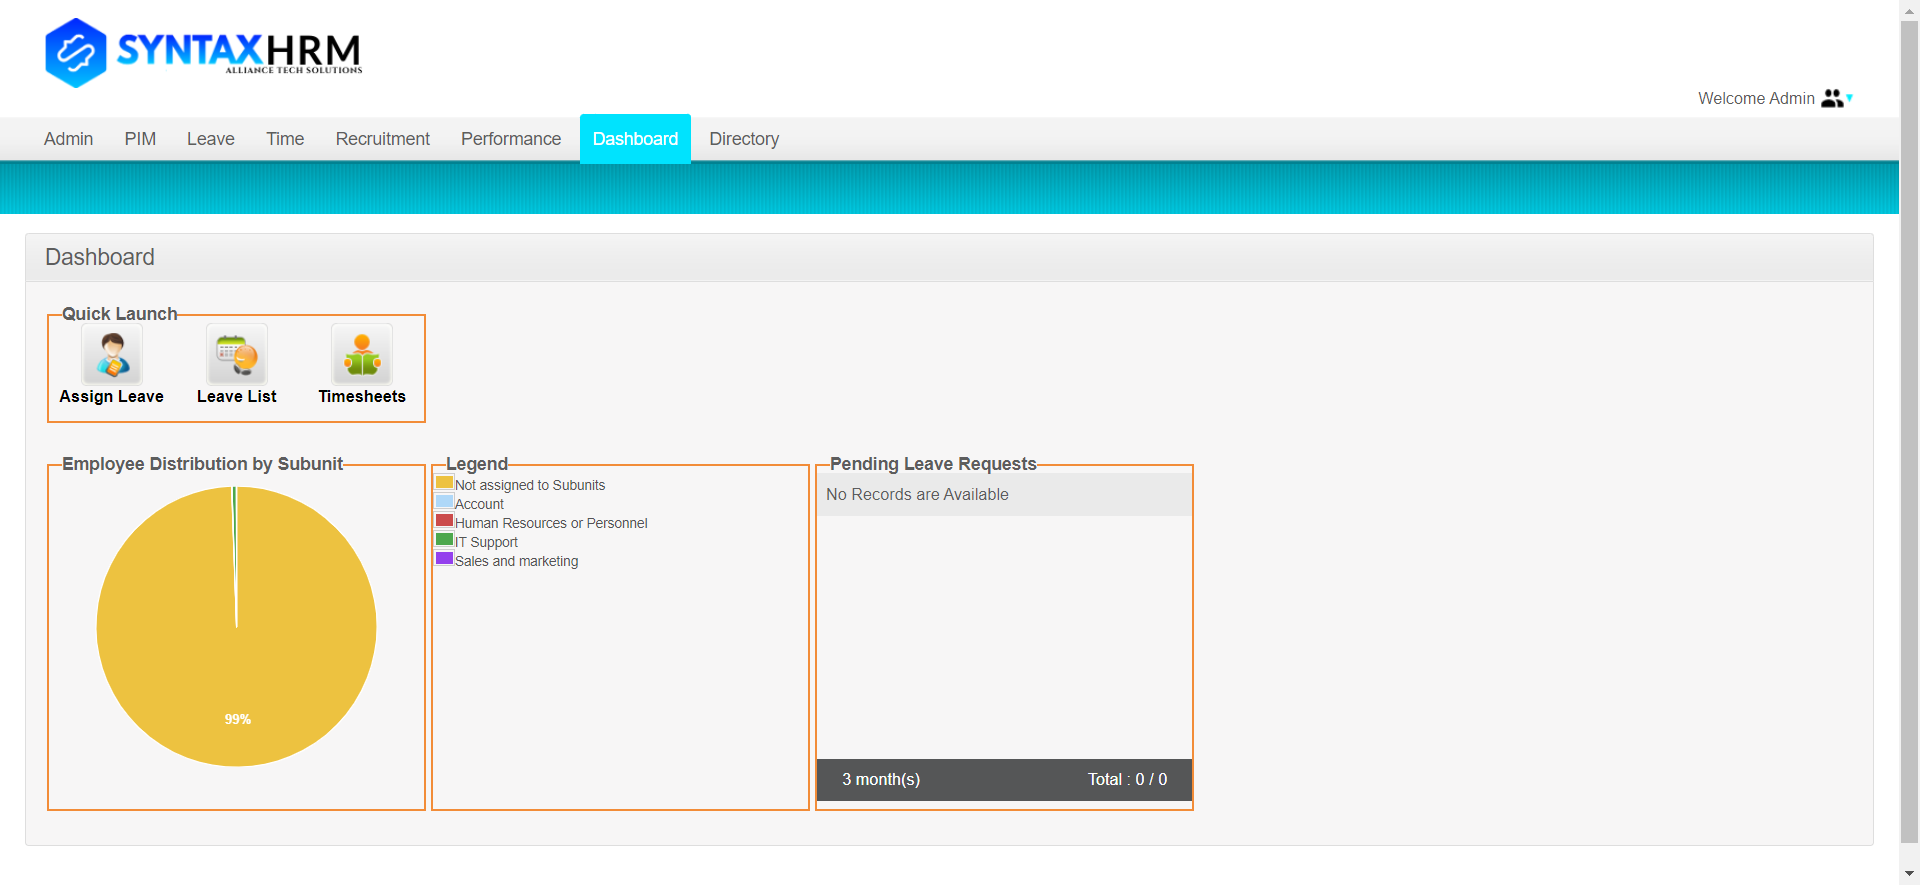 SYNTAXHRM
ALLIANCE TECH SOLUTIONS
Welcome Admin
Admin PIM Leave Time Recruitment Performance Dashboard Directory
Dashboard
Quick Launch
Assign Leave Leave List Timesheets
Employee Distribution by Subunit
99%
Legend
Not assigned to Subunits
Account
Human Resources or Personnel
IT Support
Sales and marketing
Pending Leave Requests
No Records are Available
3 month(s) Total : 0 / 0